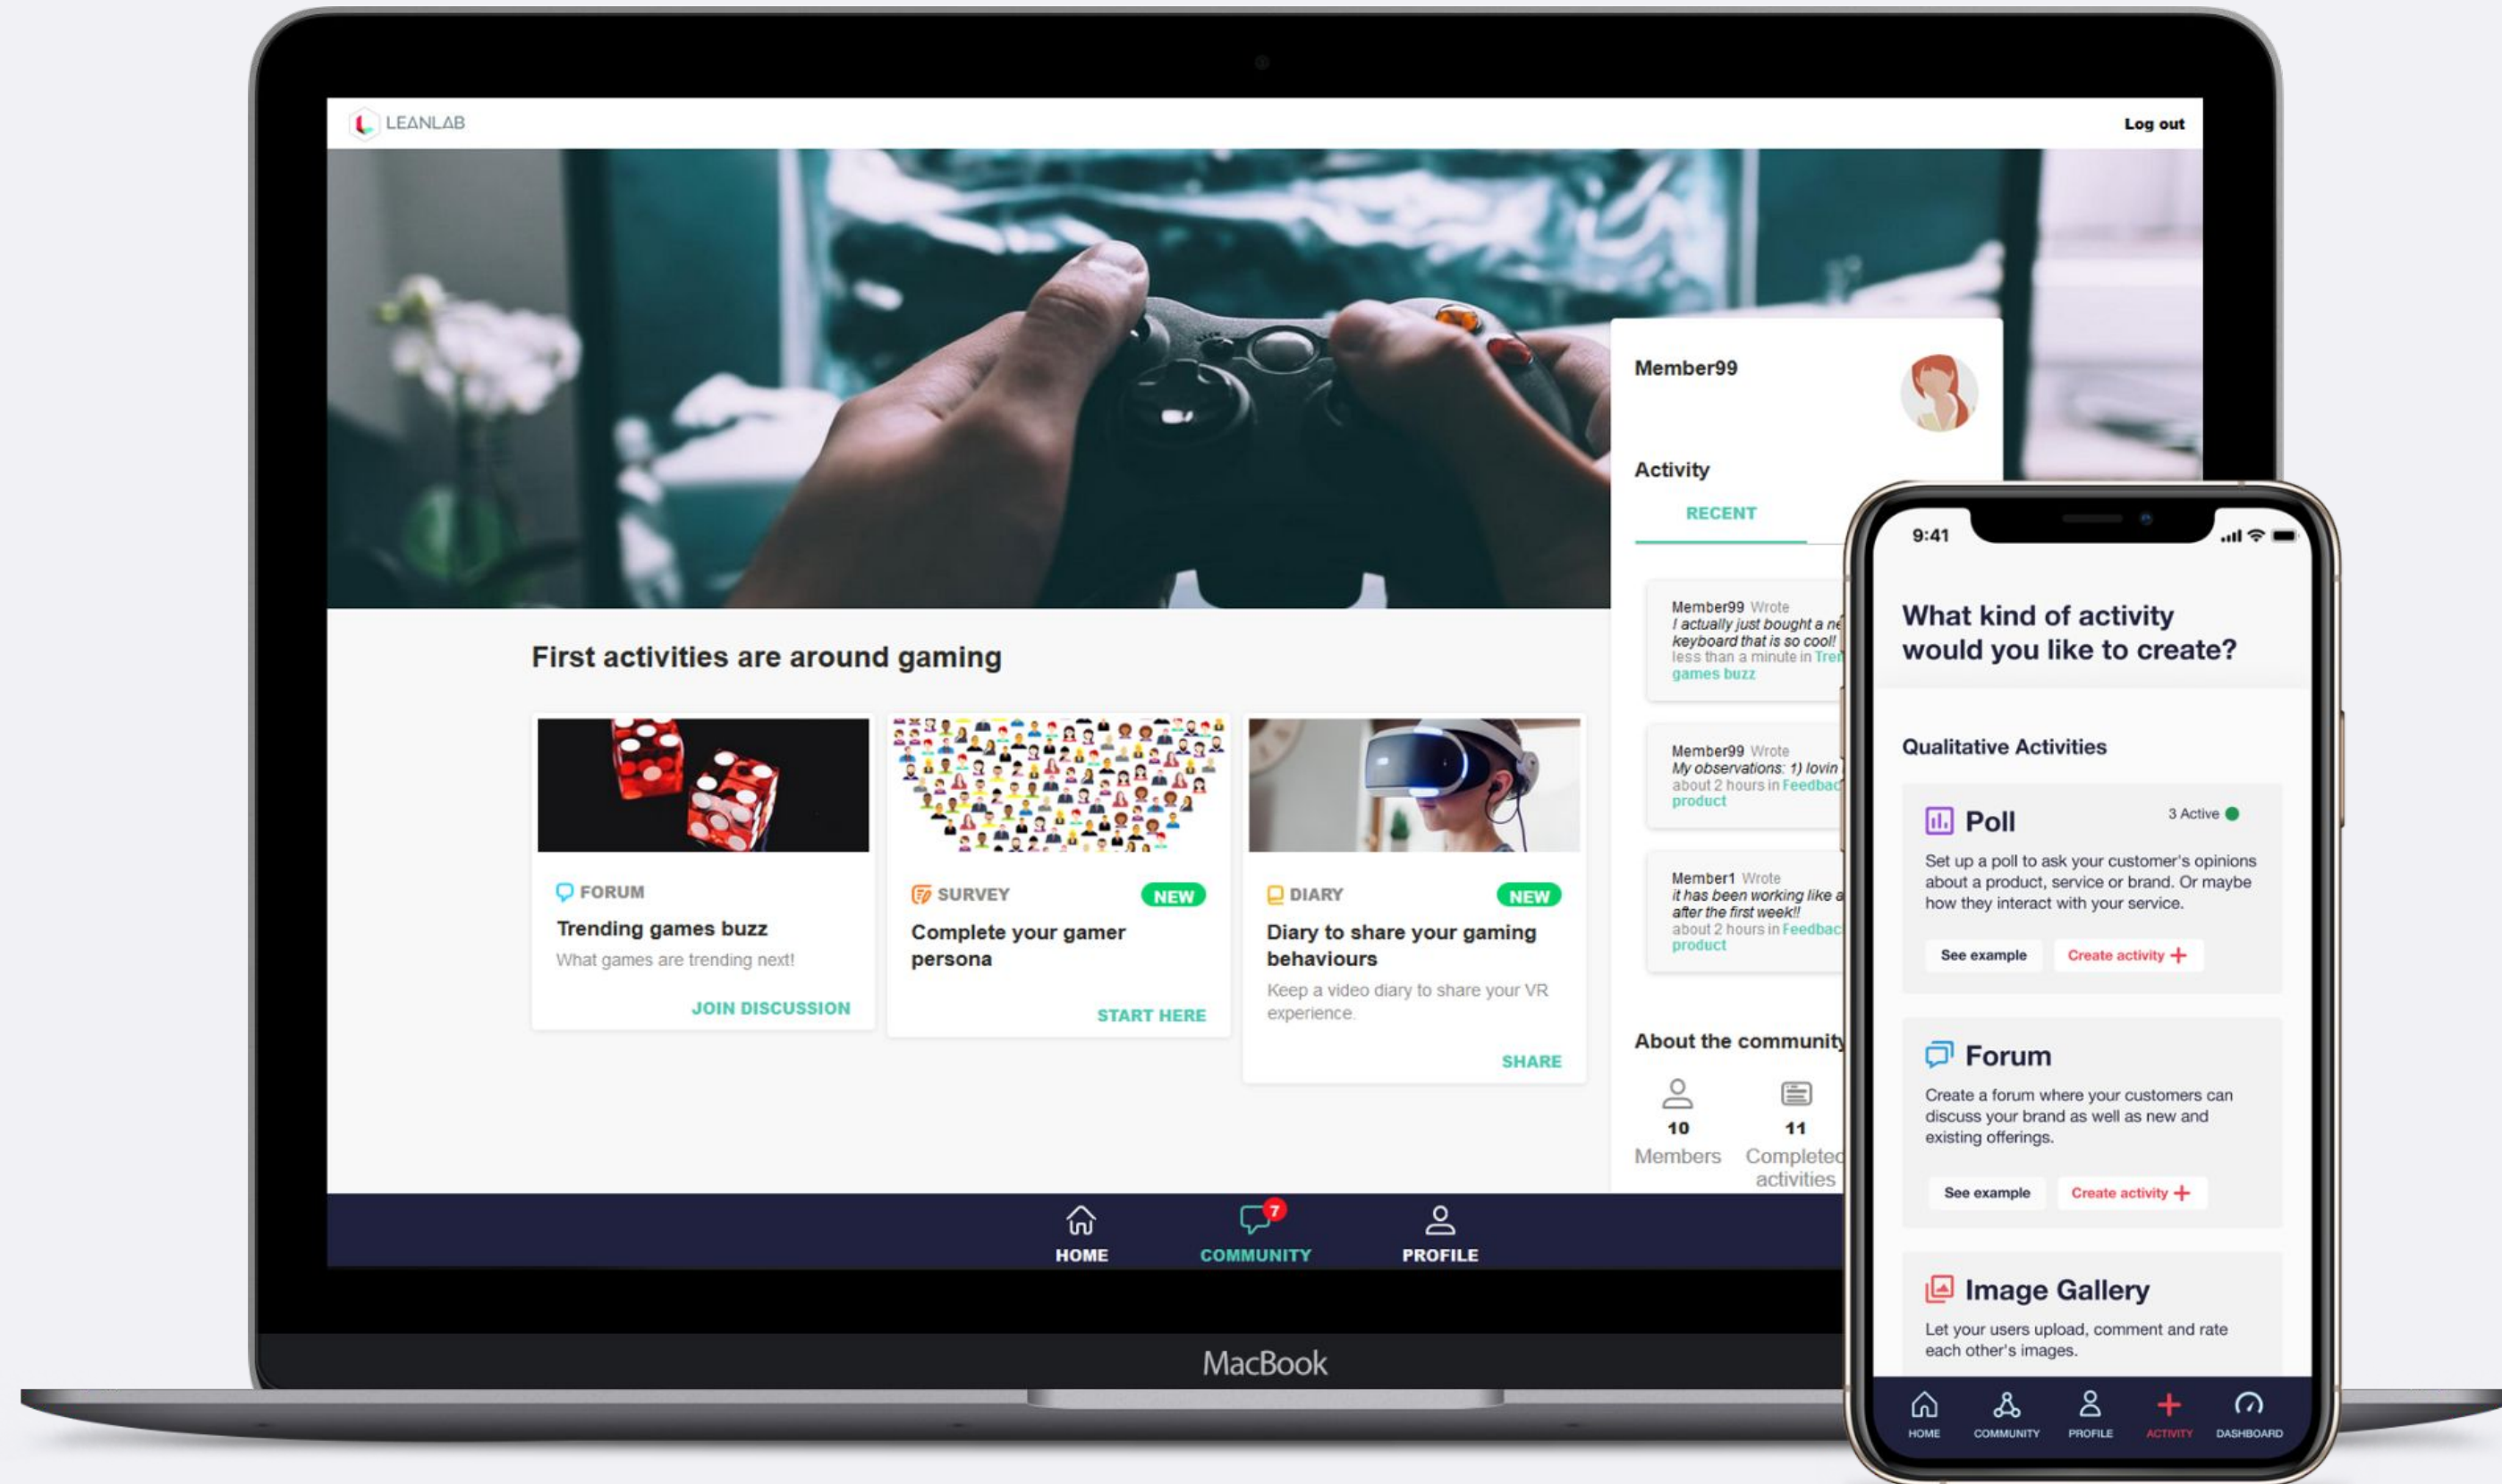 LEANLAB
Log out
Member99
Activity
RECENT
Member99 Wrote
I actually just bought a
keyboard that is so cool!
less than a minute in
games buzz
Member99 Wrote
My observations: 1) lovin
about 2 hours in
product
Member1 Wrote
it has been working like a
after the first week!!
about 2 hours in
product
About the community
10
Members
11
Completed
activities
First activities are around gaming
FORUM
Trending games buzz
What games are trending next!
JOIN DISCUSSION
SURVEY
NEW
Complete your gamer
persona
START HERE
DIARY
NEW
Diary to share your gaming
behaviours
Keep a video diary to share your VR
experience.
SHARE
HOME
7
COMMUNITY
PROFILE
MacBook
9:41
What kind of activity
would you like to create?
Qualitative Activities
Poll
3 Active
Set up a poll to ask your customer's opinions
about a product, service or brand. Or maybe
how they interact with your service.
See example
Create activity +
Forum
Create a forum where your customers can
discuss your brand as well as new and
existing offerings.
See example
Create activity +
Image Gallery
Let your users upload, comment and rate
each other's images.
HOME
COMMUNITY
PROFILE
ACTIVITY
DASHBOARD